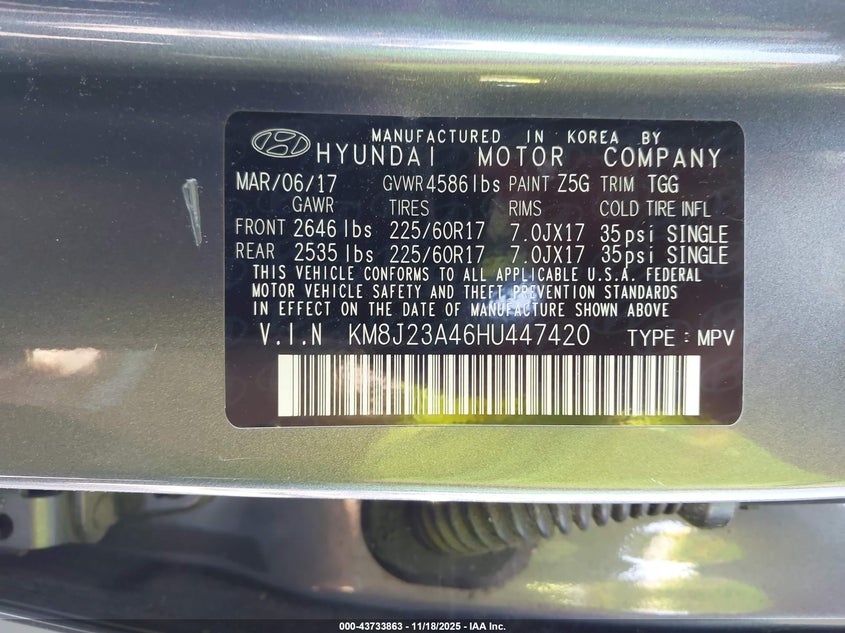 MANUFACTURED IN KOREA BY
HYUNDAI MOTOR COMPANY
MAR/06/17 GVWR 4586lbs PAINT Z5G TRIM TGG
GAWR TIRES RIMS COLD TIRE INFL
FRONT 2646 lbs 225/60R17 7.0JX17 35psi SINGLE
REAR 2535 lbs 225/60R17 7.0JX17 35psi SINGLE
THIS VEHICLE CONFORMS TO ALL APPLICABLE U.S.A. FEDERAL
MOTOR VEHICLE SAFETY AND THEFT PREVENTION STANDARDS
IN EFFECT ON THE DATE OF MANUFACTURE SHOWN ABOVE
V.I.N KM8J23A46HU447420 TYPE : MPV
000-43733863 - 11/18/2025 - IAA Inc.